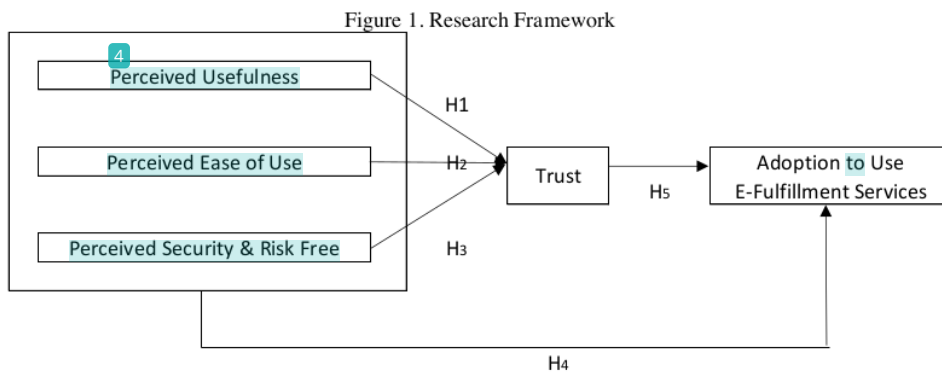 Figure 1. Research Framework
4
Perceived Usefulness
H1
Perceived Ease of Use
H2
Trust
Adoption to Use
E-Fulfillment Services
H5
Perceived Security & Risk Free
H3
H4